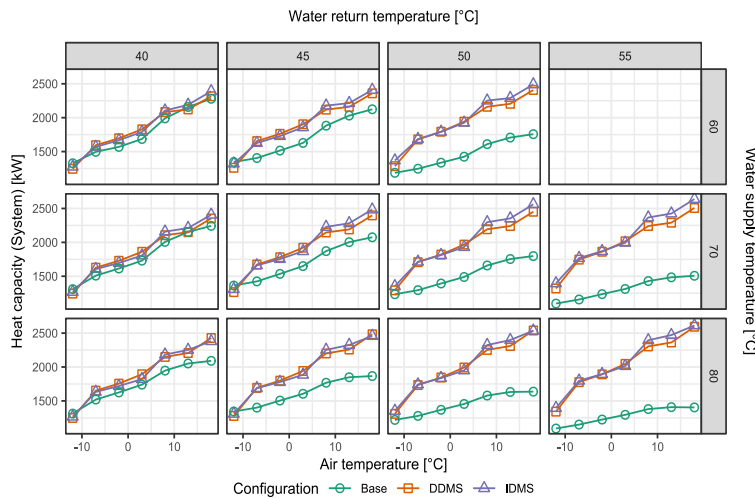 Water return temperature [°C]
40 45 50 55
Heat capacity (System) [kW]
2500
2000
1500
60
2500
2000
1500
70
2500
2000
1500
80
Water supply temperature [°C]
-10 0 10 -10 0 10 -10 0 10 -10 0 10
Air temperature [°C]
Configuration Base DDMS IDMS